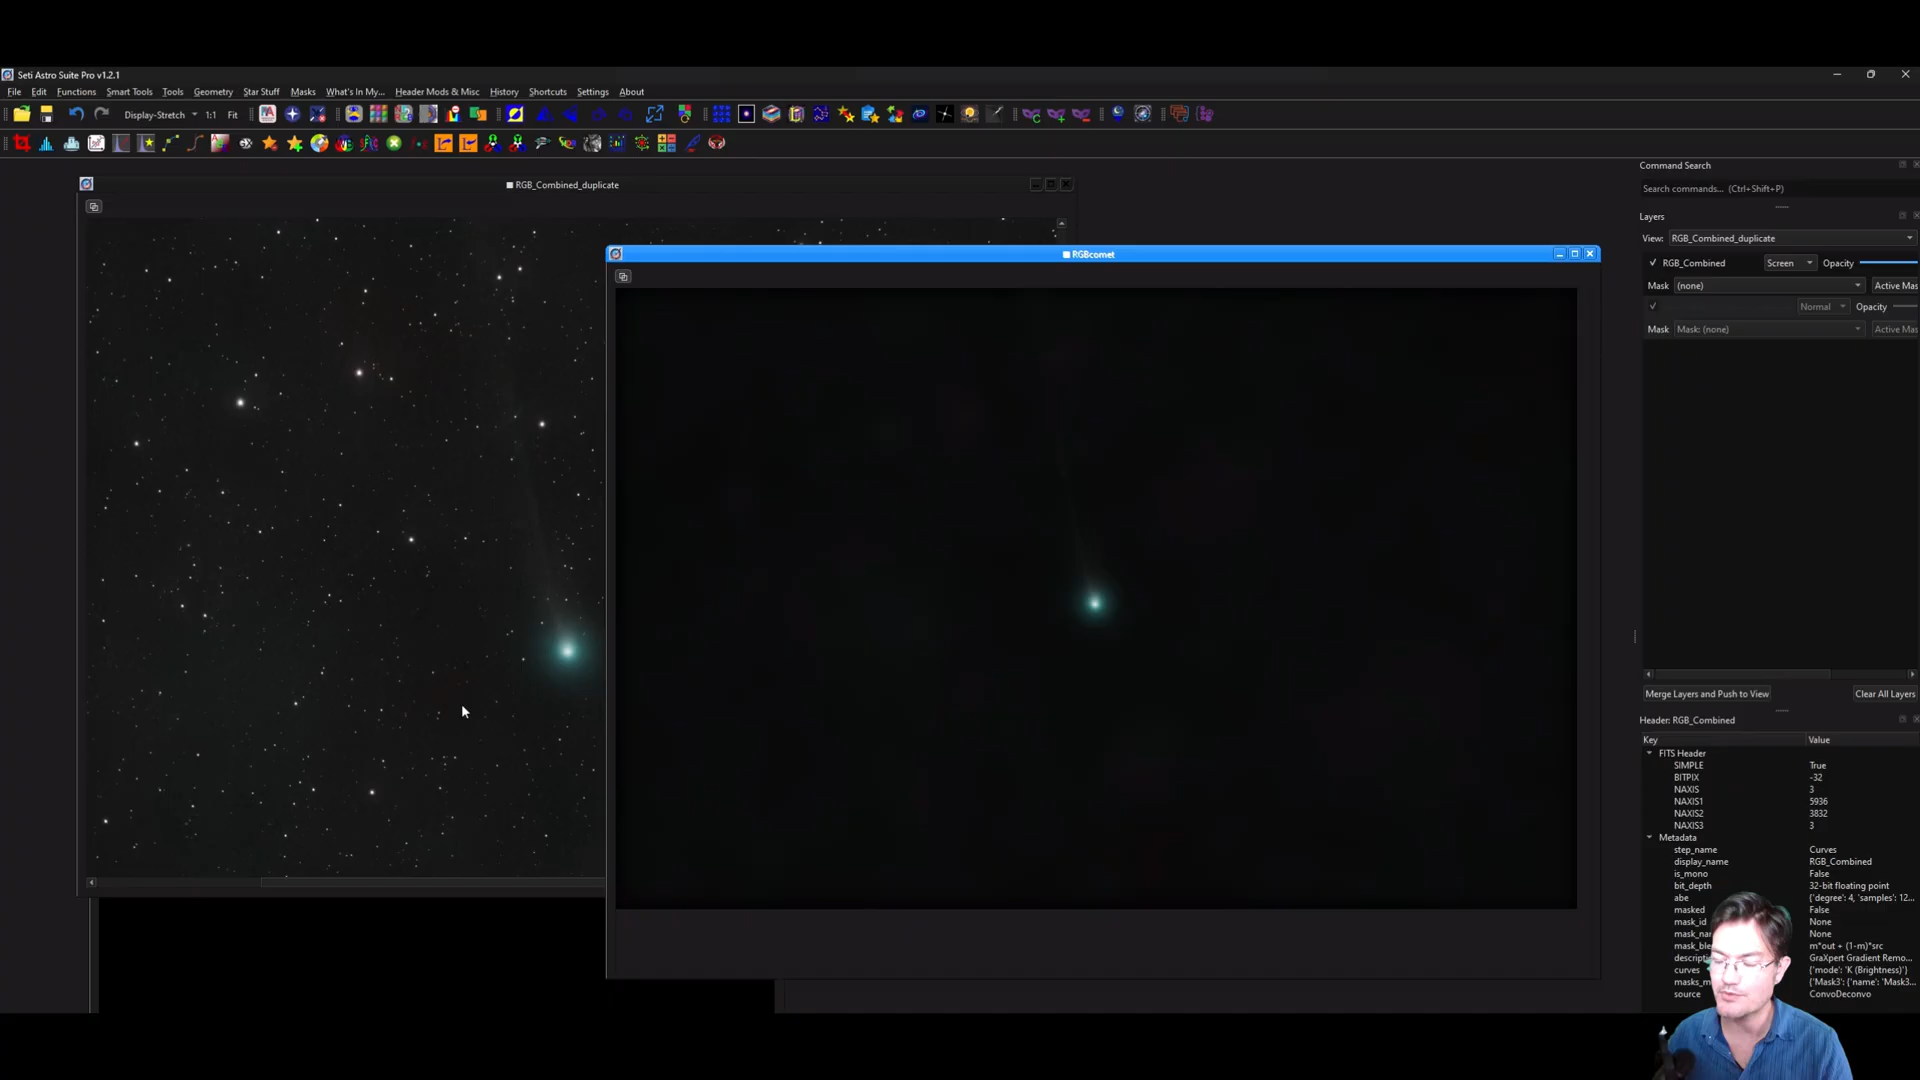 Seti Astro Suite Pro v1.2.1
File Edit Functions Smart Tools Tools Geometry Star Stuff Masks What's In My... Header Mods & Misc History Shortcuts Settings About
Display-Stretch 1:1 Fit
RGB_Combined_duplicate
RGBcomet
Command Search
Search commands... (Ctrl+Shift+P)
Layers
View: RGB_Combined_duplicate
RGB_Combined Screen Opacity
Mask (none) Active Mas
Normal Opacity
Mask Mask: (none) Active Mas
Merge Layers and Push to View Clear All Layers
Header: RGB_Combined
Key Value
FITS Header
SIMPLE True
BITPIX -32
NAXIS 3
NAXIS1 5936
NAXIS2 3832
NAXIS3 3
Metadata
step_name Curves
display_name RGB_Combined
is_mono False
bit_depth 32-bit floating point
abe {'degree': 4, 'samples': 12...
masked False
mask_id None
mask_na None
mask_ble m*out + (1-m)*src
descripti GraXpert Gradient Remo...
curves {'mode': 'K (Brightness)'}
masks_m {'Mask3': {'name': 'Mask3...
source ConvoDeconvo